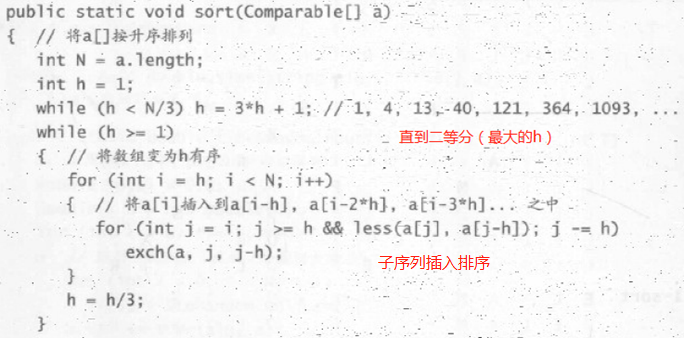 public static void sort(Comparable[] a)
{ // 将a[]按升序排列
int N = a.length;
int h = 1;
while (h < N/3) h = 3*h + 1; // 1, 4, 13, 40, 121, 364, 1093, ...
while (h >= 1)
直到二等分（最大的h）
{ // 将数组变为h有序
for (int i = h; i < N; i++)
{ // 将a[i]插入到a[i-h], a[i-2*h], a[i-3*h]... 之中
for (int j = i; j >= h && less(a[j], a[j-h]); j -= h)
exch(a, j, j-h);
子序列插入排序
}
h = h/3;
}